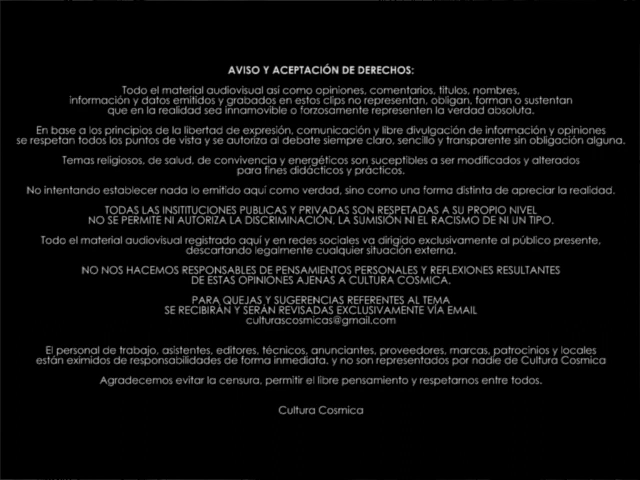 AVISO Y ACEPTACIÓN DE DERECHOS:
Todo el material audiovisual así como opiniones, comentarios, titulos, nombres,
información y datos emitidos y grabados en estos clips no representan, obligan, forman o sustentan
que en la realidad sea innamovible o forzosamente representen la verdad absoluta.
En base a los principios de la libertad de expresión, comunicación y libre divulgación de información y opiniones
se respetan todos los puntos de vista y se autoriza al debate siempre claro, sencillo y transparente sin obligación alguna.
Temas religiosos, de salud, de convivencia y energéticos son suceptibles a ser modificados y alterados
para fines didácticos y prácticos.
No intentando establecer nada lo emitido aquí como verdad, sino como una forma distinta de apreciar la realidad.
TODAS LAS INSITITUCIONES PUBLICAS Y PRIVADAS SON RESPETADAS A SU PROPIO NIVEL
NO SE PERMITE NI AUTORIZA LA DISCRIMINACIÓN, LA SUMISIÓN NI EL RACISMO DE NI UN TIPO.
Todo el material audiovisual registrado aquí y en redes sociales va dirigido exclusivamente al público presente,
descartando legalmente cualquier situación externa.
NO NOS HACEMOS RESPONSABLES DE PENSAMIENTOS PERSONALES Y REFLEXIONES RESULTANTES
DE ESTAS OPINIONES AJENAS A CULTURA COSMICA.
PARA QUEJAS Y SUGERENCIAS REFERENTES AL TEMA
SE RECIBIRÁN Y SERÁN REVISADAS EXCLUSIVAMENTE VÍA EMAIL
culturascosmicas@gmail.com
El personal de trabajo, asistentes, editores, técnicos, anunciantes, proveedores, marcas, patrocinios y locales
están eximidos de responsabilidades de forma inmediata, y no son representados por nadie de Cultura Cosmica
Agradecemos evitar la censura, permitir el libre pensamiento y respetarnos entre todos.
Cultura Cosmica